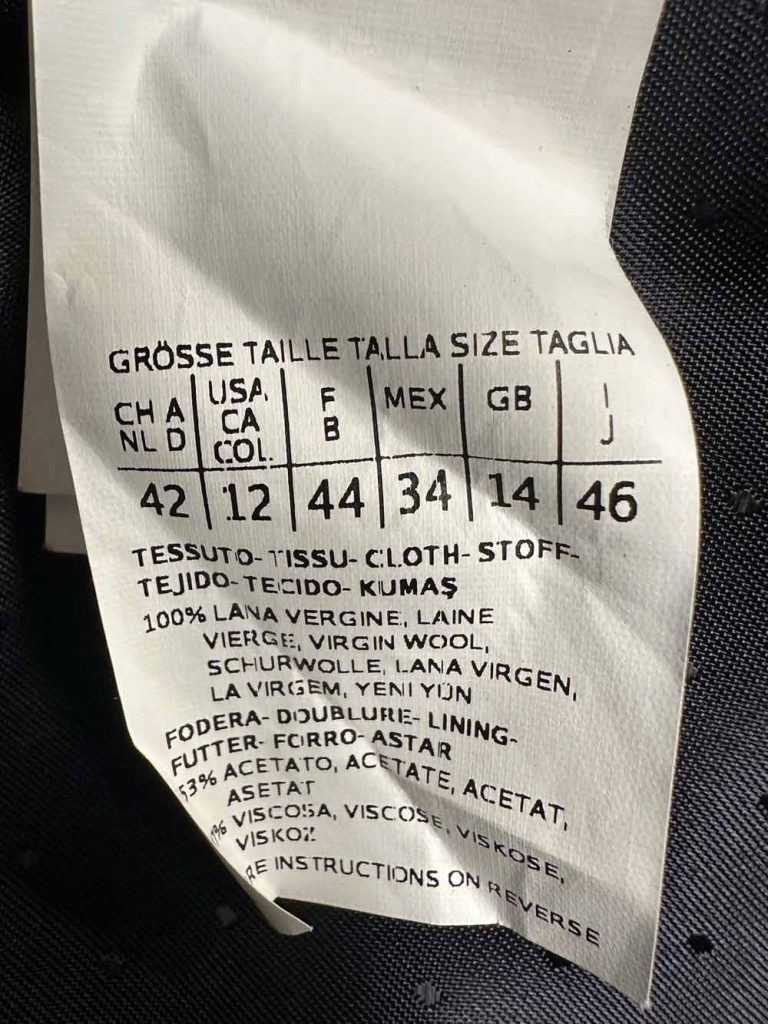 GRÖSSE TAILLE TALLA SIZE TAGLIA
CH A NL D | USA. CA COL. | F B | MEX | GB | I J
42 | 12 | 44 | 34 | 14 | 46
TESSUTO- TISSU- CLOTH- STOFF-
TEJIDO- TECIDO- KUMAŞ
100% LANA VERGINE, LAINE
VIERGE, VIRGIN WOOL,
SCHURWOLLE, LANA VIRGEN,
LA VIRGEM, YENI YÜN
FODERA- DOUBLURE- LINING-
FUTTER- FORRO- ASTAR
53% ACETATO, ACETATE, ACETAT,
ASETAT
VISCOSA, VISCOSE, VISKOSE,
VISKOZ
INSTRUCTIONS ON REVERSE